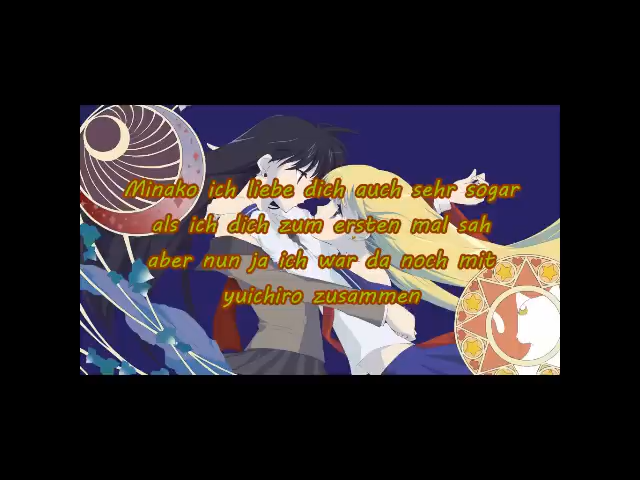 Minako ich liebe dich auch sehr sogar
als ich dich zum ersten mal sah
aber nun ja ich war da noch mit
yuichiro zusammen